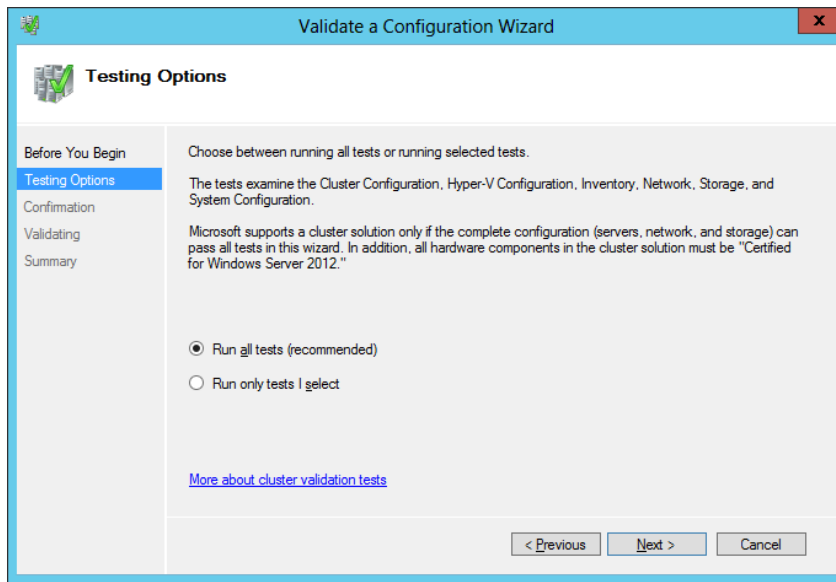 Validate a Configuration Wizard
x
Testing Options
Before You Begin
Testing Options
Confirmation
Validating
Summary
Choose between running all tests or running selected tests.
The tests examine the Cluster Configuration, Hyper-V Configuration, Inventory, Network, Storage, and
System Configuration.
Microsoft supports a cluster solution only if the complete configuration (servers, network, and storage) can
pass all tests in this wizard. In addition, all hardware components in the cluster solution must be "Certified
for Windows Server 2012."
Run all tests (recommended)
Run only tests I select
More about cluster validation tests
< Previous
Next >
Cancel